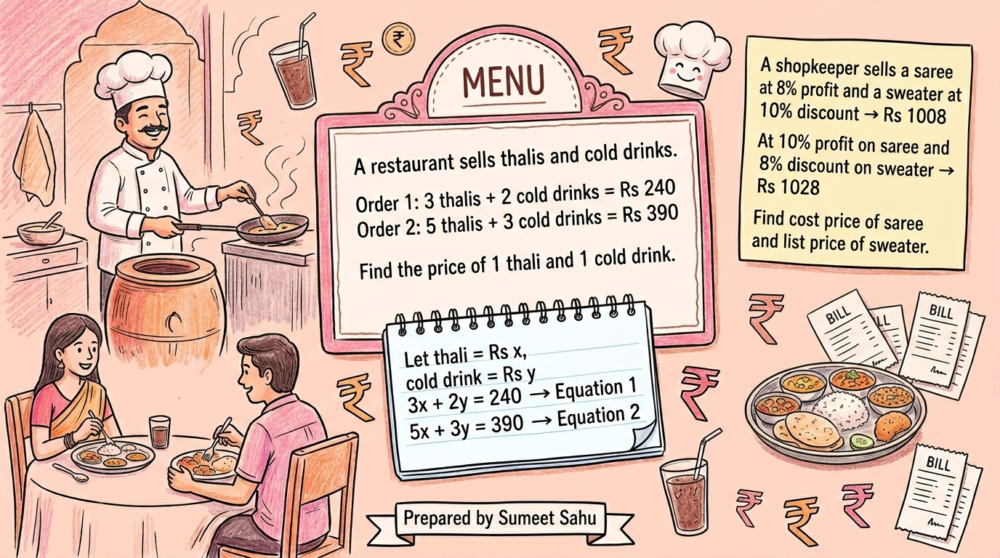 MENU
A restaurant sells thalis and cold drinks.
Order 1: 3 thalis + 2 cold drinks = Rs 240
Order 2: 5 thalis + 3 cold drinks = Rs 390
Find the price of 1 thali and 1 cold drink.
Let thali = Rs x,
cold drink = Rs y
3x + 2y = 240 → Equation 1
5x + 3y = 390 → Equation 2
A shopkeeper sells a saree
at 8% profit and a sweater at
10% discount → Rs 1008
At 10% profit on saree and
8% discount on sweater →
Rs 1028
Find cost price of saree
and list price of sweater.
₹
₹
₹
₹
₹
₹
₹
₹
₹
₹
BILL
LL
BILL
BILL
Prepared by Sumeet Sahu